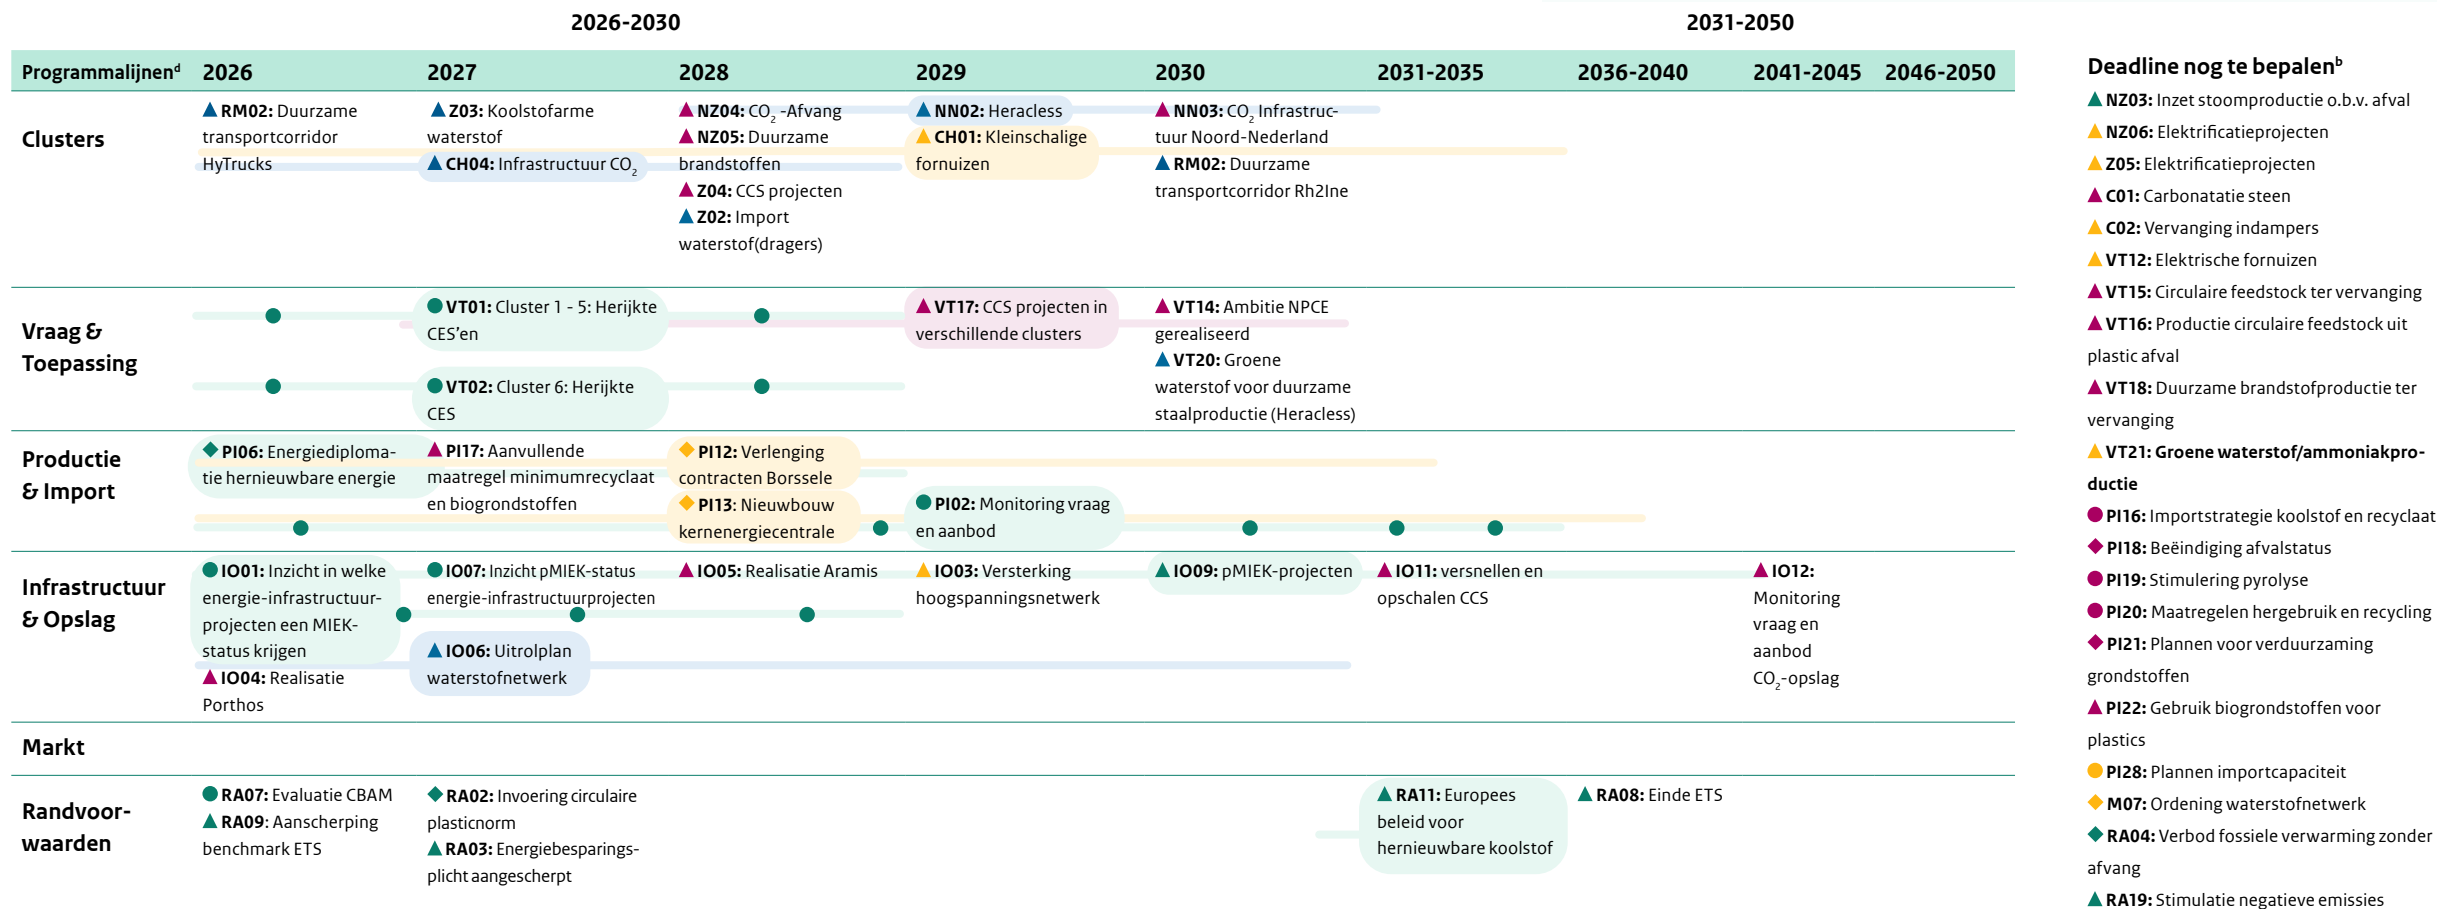 2026-2030
2031-2050
Programmalijnenᵈ 2026 2027 2028 2029 2030 2031-2035 2036-2040 2041-2045 2046-2050
Clusters
RM02: Duurzame
transportcorridor
HyTrucks
Z03: Koolstofarme
waterstof
CH04: Infrastructuur CO₂
NZ04: CO₂ -Afvang
NZ05: Duurzame
brandstoffen
Z04: CCS projecten
Z02: Import
waterstof(dragers)
NN02: Heracless
CH01: Kleinschalige
fornuizen
NN03: CO₂ Infrastruc-
tuur Noord-Nederland
RM02: Duurzame
transportcorridor Rh2Ine
Vraag &
Toepassing
VT01: Cluster 1 - 5: Herijkte
CES’en
VT02: Cluster 6: Herijkte
CES
VT17: CCS projecten in
verschillende clusters
VT14: Ambitie NPCE
gerealiseerd
VT20: Groene
waterstof voor duurzame
staalproductie (Heracless)
Productie
& Import
PI06: Energiediploma-
tie hernieuwbare energie
PI17: Aanvullende
maatregel minimumrecyclaat
en biogrondstoffen
PI12: Verlenging
contracten Borssele
PI13: Nieuwbouw
kernenergiecentrale
PI02: Monitoring vraag
en aanbod
Infrastructuur
& Opslag
IO01: Inzicht in welke
energie-infrastructuur-
projecten een MIEK-
status krijgen
IO04: Realisatie
Porthos
IO07: Inzicht pMIEK-status
energie-infrastructuurprojecten
IO06: Uitrolplan
waterstofnetwerk
IO05: Realisatie Aramis
IO03: Versterking
hoogspanningsnetwerk
IO09: pMIEK-projecten
IO11: versnellen en
opschalen CCS
IO12:
Monitoring
vraag en
aanbod
CO₂-opslag
Markt
Randvoor-
waarden
RA07: Evaluatie CBAM
RA09: Aanscherping
benchmark ETS
RA02: Invoering circulaire
plasticnorm
RA03: Energiebesparings-
plicht aangescherpt
RA11: Europees
beleid voor
hernieuwbare koolstof
RA08: Einde ETS
Deadline nog te bepalenᵇ
NZ03: Inzet stoomproductie o.b.v. afval
NZ06: Elektrificatieprojecten
Z05: Elektrificatieprojecten
C01: Carbonatatie steen
C02: Vervanging indampers
VT12: Elektrische fornuizen
VT15: Circulaire feedstock ter vervanging
VT16: Productie circulaire feedstock uit
plastic afval
VT18: Duurzame brandstofproductie ter
vervanging
VT21: Groene waterstof/ammoniakpro-
ductie
PI16: Importstrategie koolstof en recyclaat
PI18: Beëindiging afvalstatus
PI19: Stimulering pyrolyse
PI20: Maatregelen hergebruik en recycling
PI21: Plannen voor verduurzaming
grondstoffen
PI22: Gebruik biogrondstoffen voor
plastics
PI28: Plannen importcapaciteit
M07: Ordening waterstofnetwerk
RA04: Verbod fossiele verwarming zonder
afvang
RA19: Stimulatie negatieve emissies